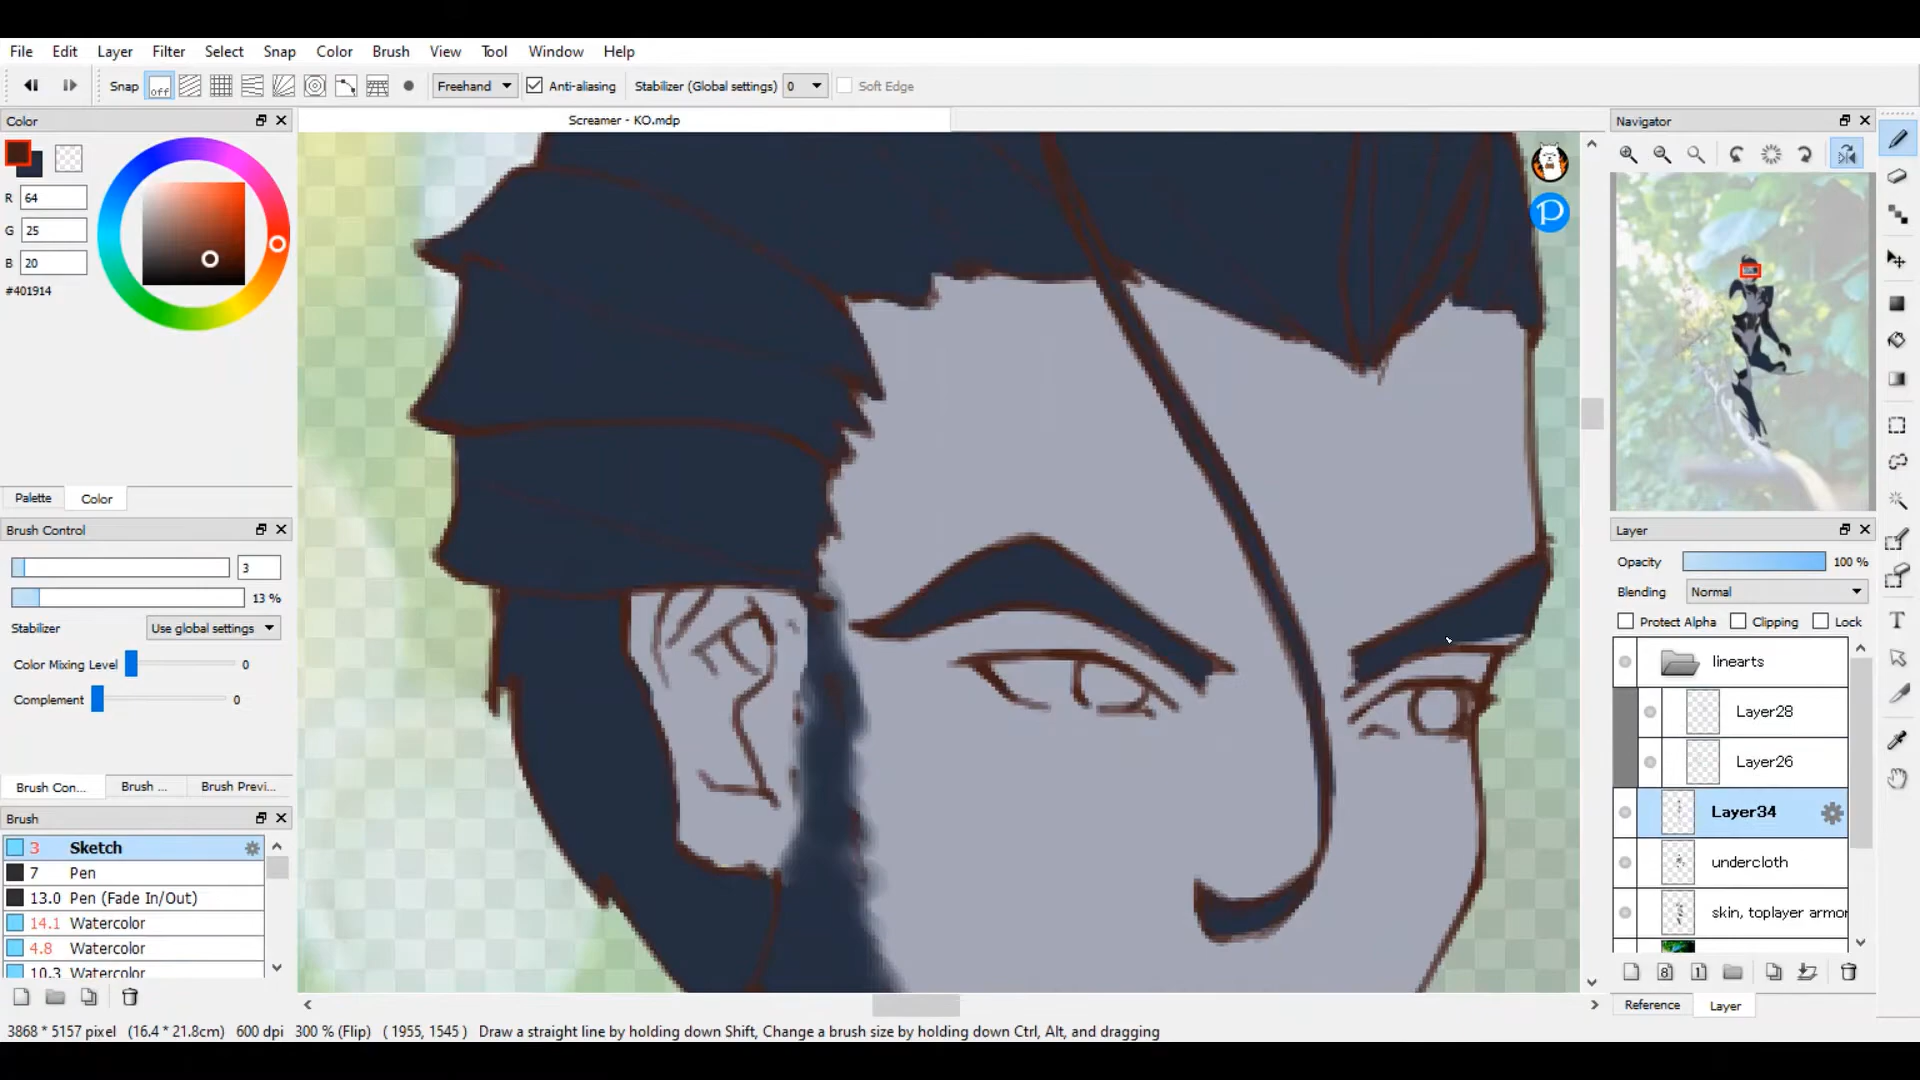 File Edit Layer Filter Select Snap Color Brush View Tool Window Help
Snap off Freehand Anti-aliasing Stabilizer (Global settings) 0 Soft Edge
Color
Screamer - KO.mdp
Navigator
R 64
G 25
B 20
#401914
P
Palette Color
Brush Control
3
13 %
Stabilizer Use global settings
Color Mixing Level 0
Complement 0
Brush Con... Brush ... Brush Previ...
Brush
3 Sketch
7 Pen
13.0 Pen (Fade In/Out)
14.1 Watercolor
4.8 Watercolor
10.3 Watercolor
Layer
Opacity 100 %
Blending Normal
Protect Alpha Clipping Lock
linearts
Layer28
Layer26
Layer34
undercloth
skin, toplayer armor
8 1
Reference Layer
T
3868 * 5157 pixel (16.4 * 21.8cm) 600 dpi 300 % (Flip) ( 1955, 1545 ) Draw a straight line by holding down Shift, Change a brush size by holding down Ctrl, Alt, and dragging